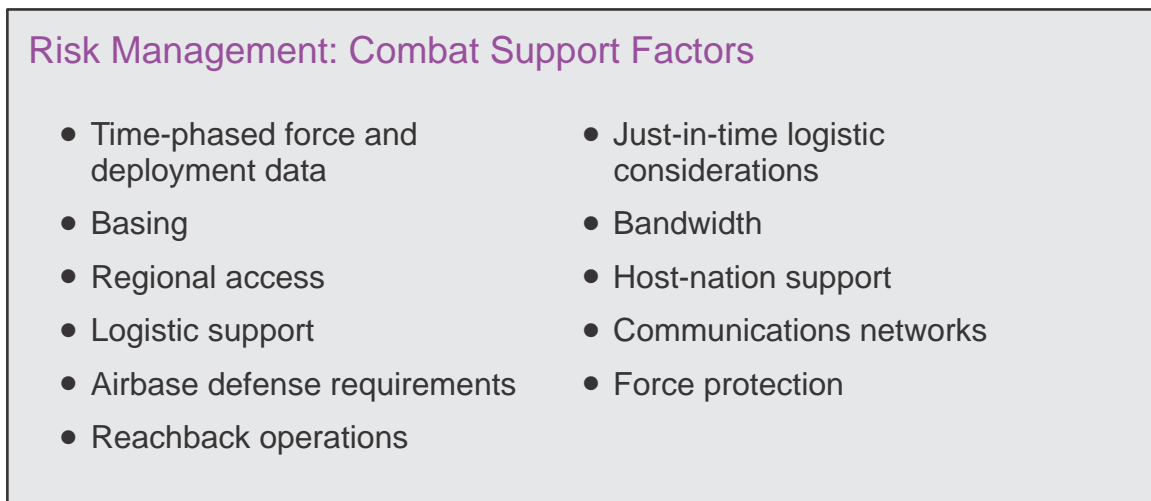 Risk Management: Combat Support Factors
• Time-phased force and
deployment data
• Basing
• Regional access
• Logistic support
• Airbase defense requirements
• Reachback operations
• Just-in-time logistic
considerations
• Bandwidth
• Host-nation support
• Communications networks
• Force protection